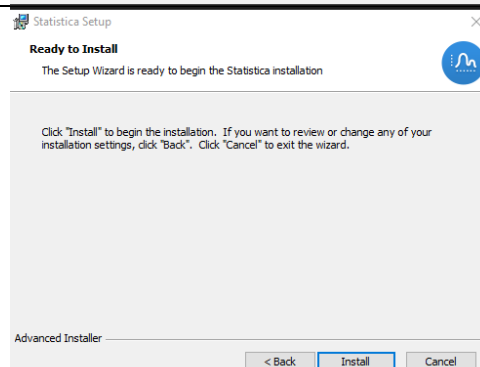 Statistica Setup
Ready to Install
The Setup Wizard is ready to begin the Statistica installation
Click "Install" to begin the installation. If you want to review or change any of your
installation settings, click "Back". Click "Cancel" to exit the wizard.
Advanced Installer
< Back Install Cancel